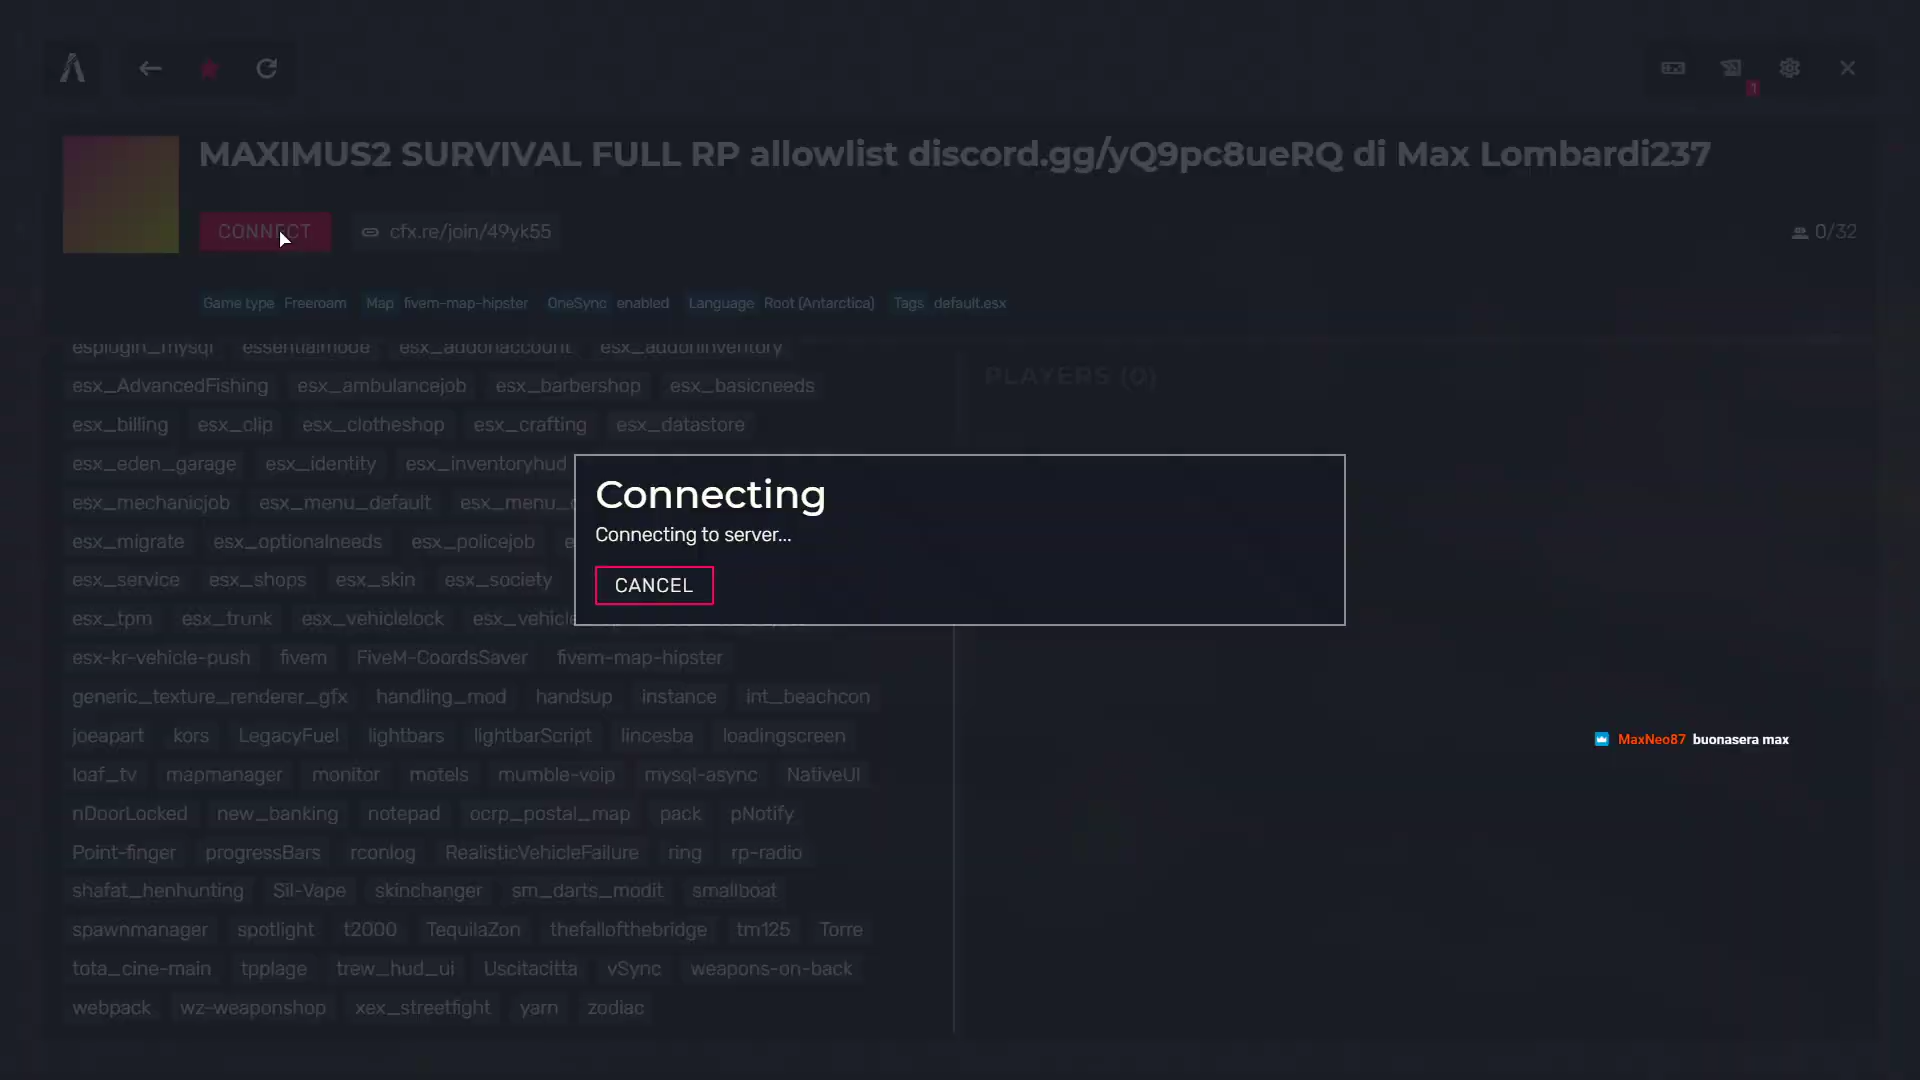 1
MAXIMUS2 SURVIVAL FULL RP allowlist discord.gg/yQ9pc8ueRQ di Max Lombardi237
CONNECT cfx.re/join/49yk55 0/32
Game type Freeroam Map fivem-map-hipster OneSync enabled Language Root (Antarctica) Tags default.esx
esplugin_mysql essentialmode esx_addonaccount esx_addoninventory
PLAYERS (0)
esx_AdvancedFishing esx_ambulancejob esx_barbershop esx_basicneeds
esx_billing esx_clip esx_clotheshop esx_crafting esx_datastore
esx_eden_garage esx_identity esx_inventoryhud
esx_mechanicjob esx_menu_default esx_menu_
esx_migrate esx_optionalneeds esx_policejob
esx_service esx_shops esx_skin esx_society
esx_tpm esx_trunk esx_vehiclelock esx_vehicle
esx-kr-vehicle-push fivem FiveM-CoordsSaver fivem-map-hipster
generic_texture_renderer_gfx handling_mod handsup instance int_beachcon
joeapart kors LegacyFuel lightbars lightbarScript lincesba loadingscreen
loaf_tv mapmanager monitor motels mumble-voip mysql-async NativeUI
nDoorLocked new_banking notepad ocrp_postal_map pack pNotify
Point-finger progressBars rconlog RealisticVehicleFailure ring rp-radio
shafat_henhunting Sil-Vape skinchanger sm_darts_modit smallboat
spawnmanager spotlight t2000 TequilaZon thefallofthebridge tm125 Torre
tota_cine-main tpplage trew_hud_ui Uscitacitta vSync weapons-on-back
webpack wz-weaponshop xex_streetfight yarn zodiac
Connecting
Connecting to server...
CANCEL
MaxNeo87 buonasera max